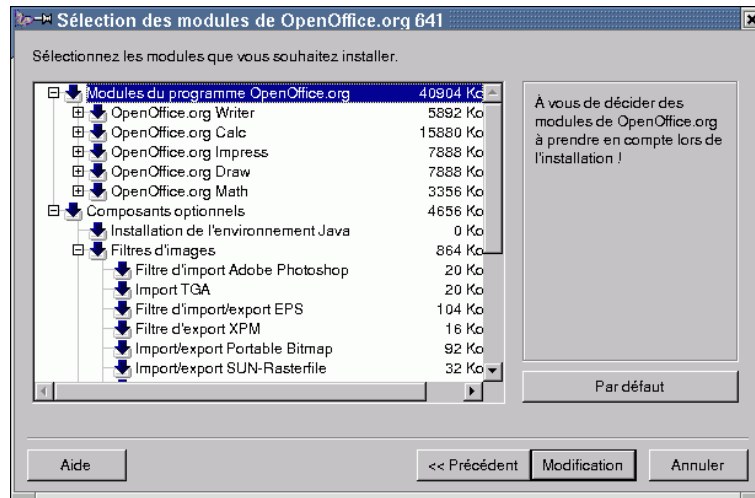 Sélection des modules de OpenOffice.org 641
Sélectionnez les modules que vous souhaitez installer.
Modules du programme OpenOffice.org 40904 Ko
OpenOffice.org Writer 5892 Ko
OpenOffice.org Calc 15880 Ko
OpenOffice.org Impress 7888 Ko
OpenOffice.org Draw 7888 Ko
OpenOffice.org Math 3356 Ko
Composants optionnels 4656 Ko
Installation de l'environnement Java 0 Ko
Filtres d'images 864 Ko
Filtre d'import Adobe Photoshop 20 Ko
Import TGA 20 Ko
Filtre d'import/export EPS 104 Ko
Filtre d'export XPM 16 Ko
Import/export Portable Bitmap 92 Ko
Import/export SUN-Rasterfile 32 Ko
À vous de décider des
modules de OpenOffice.org
à prendre en compte lors de
l'installation !
Par défaut
Aide
<< Précédent
Modification
Annuler